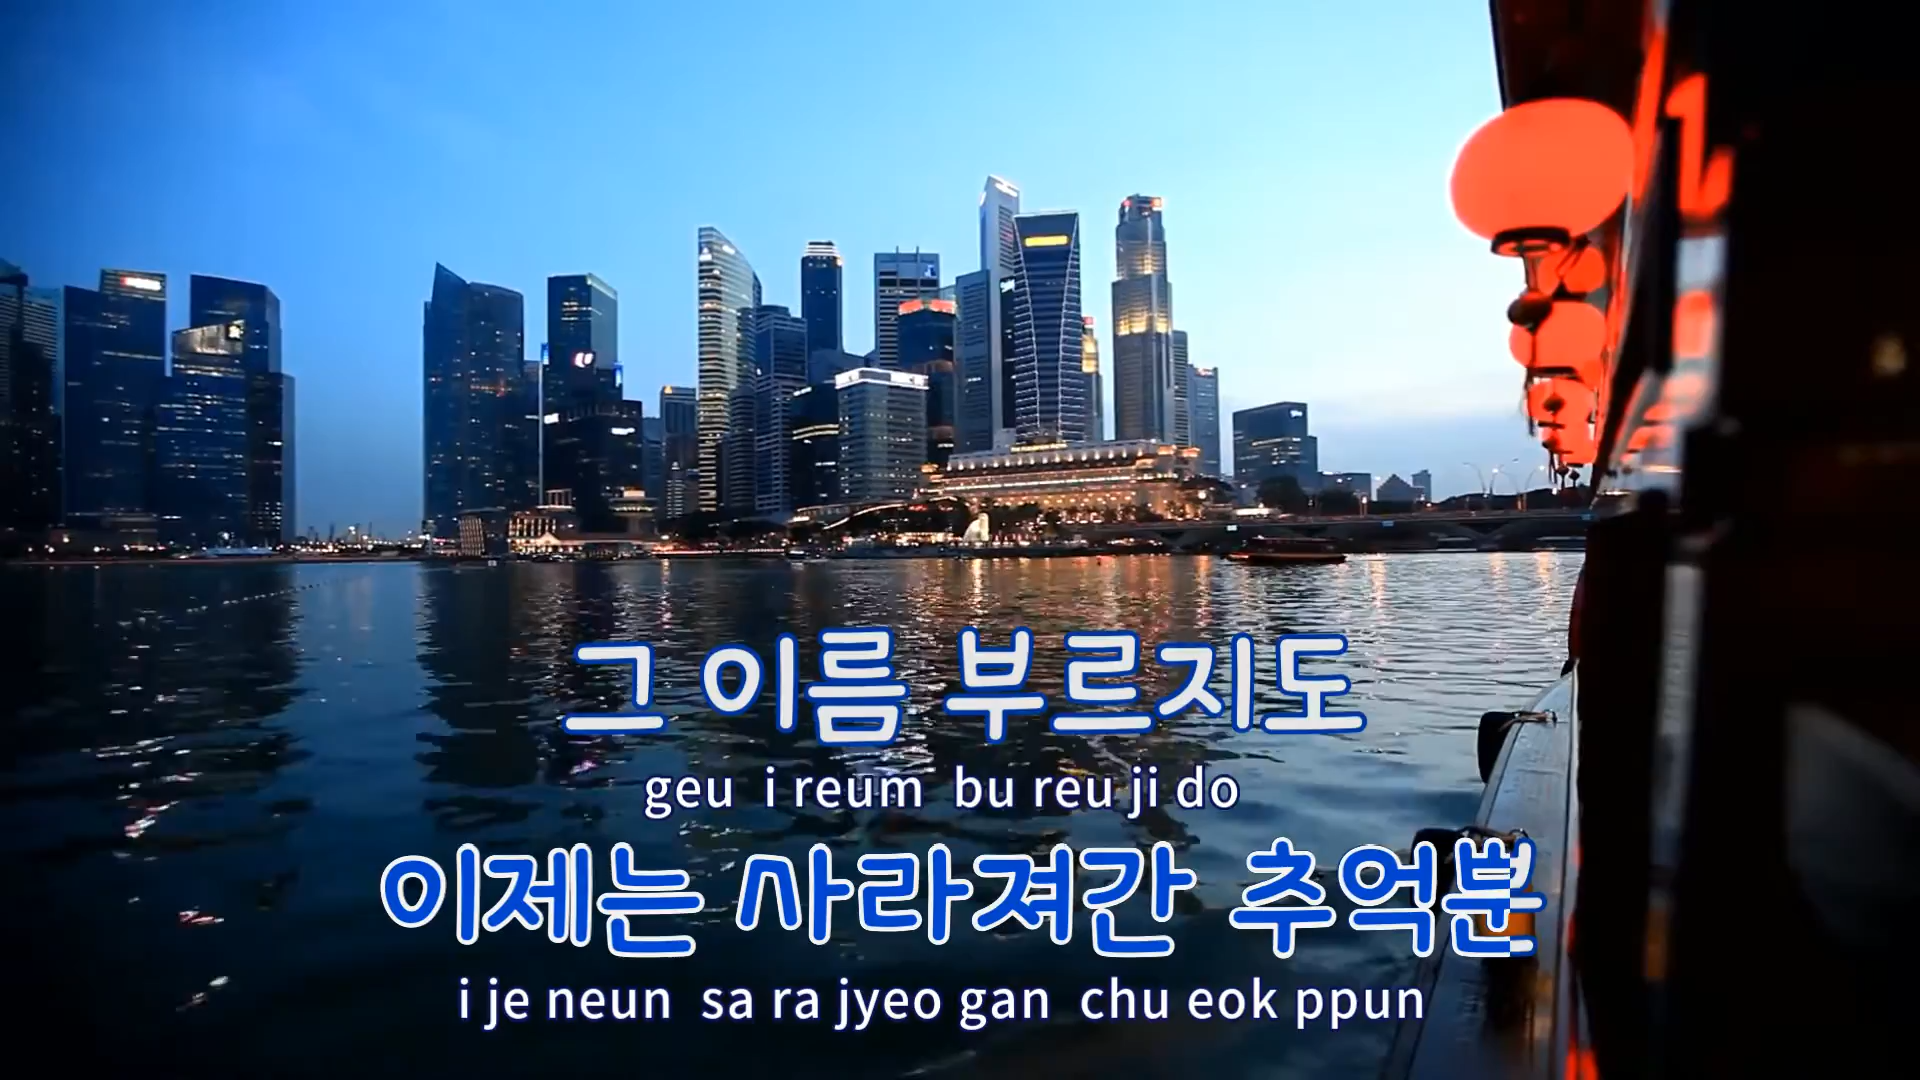 그 이름 부르지도
geu i reum bu reu ji do
이제는 사라져간 추억뿐
i je neun sa ra jyeo gan chu eok ppun